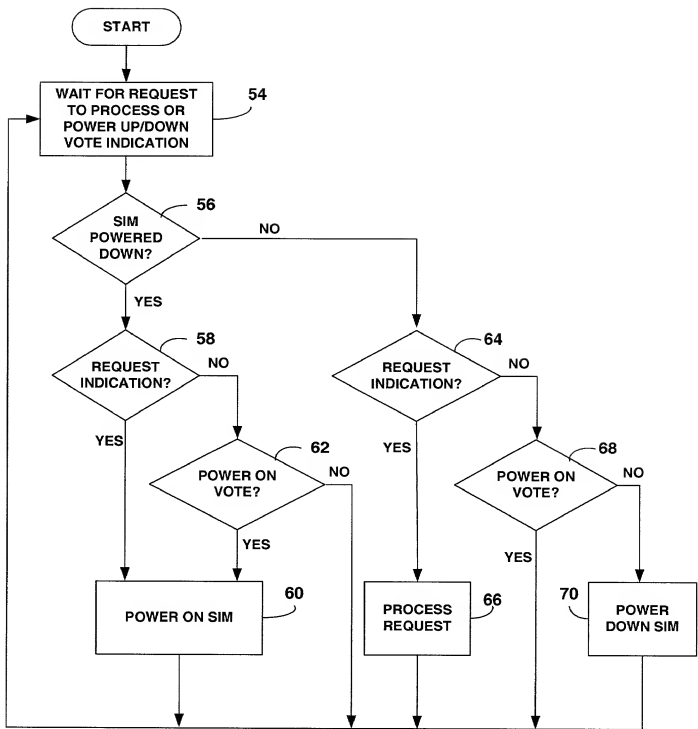 START
WAIT FOR REQUEST
TO PROCESS OR
POWER UP/DOWN
VOTE INDICATION
54
SIM
POWERED
DOWN?
56
NO
YES
REQUEST
INDICATION?
58
NO
YES
POWER ON
VOTE?
62
NO
YES
POWER ON SIM
60
REQUEST
INDICATION?
64
NO
YES
PROCESS
REQUEST
66
POWER ON
VOTE?
68
NO
YES
POWER
DOWN SIM
70